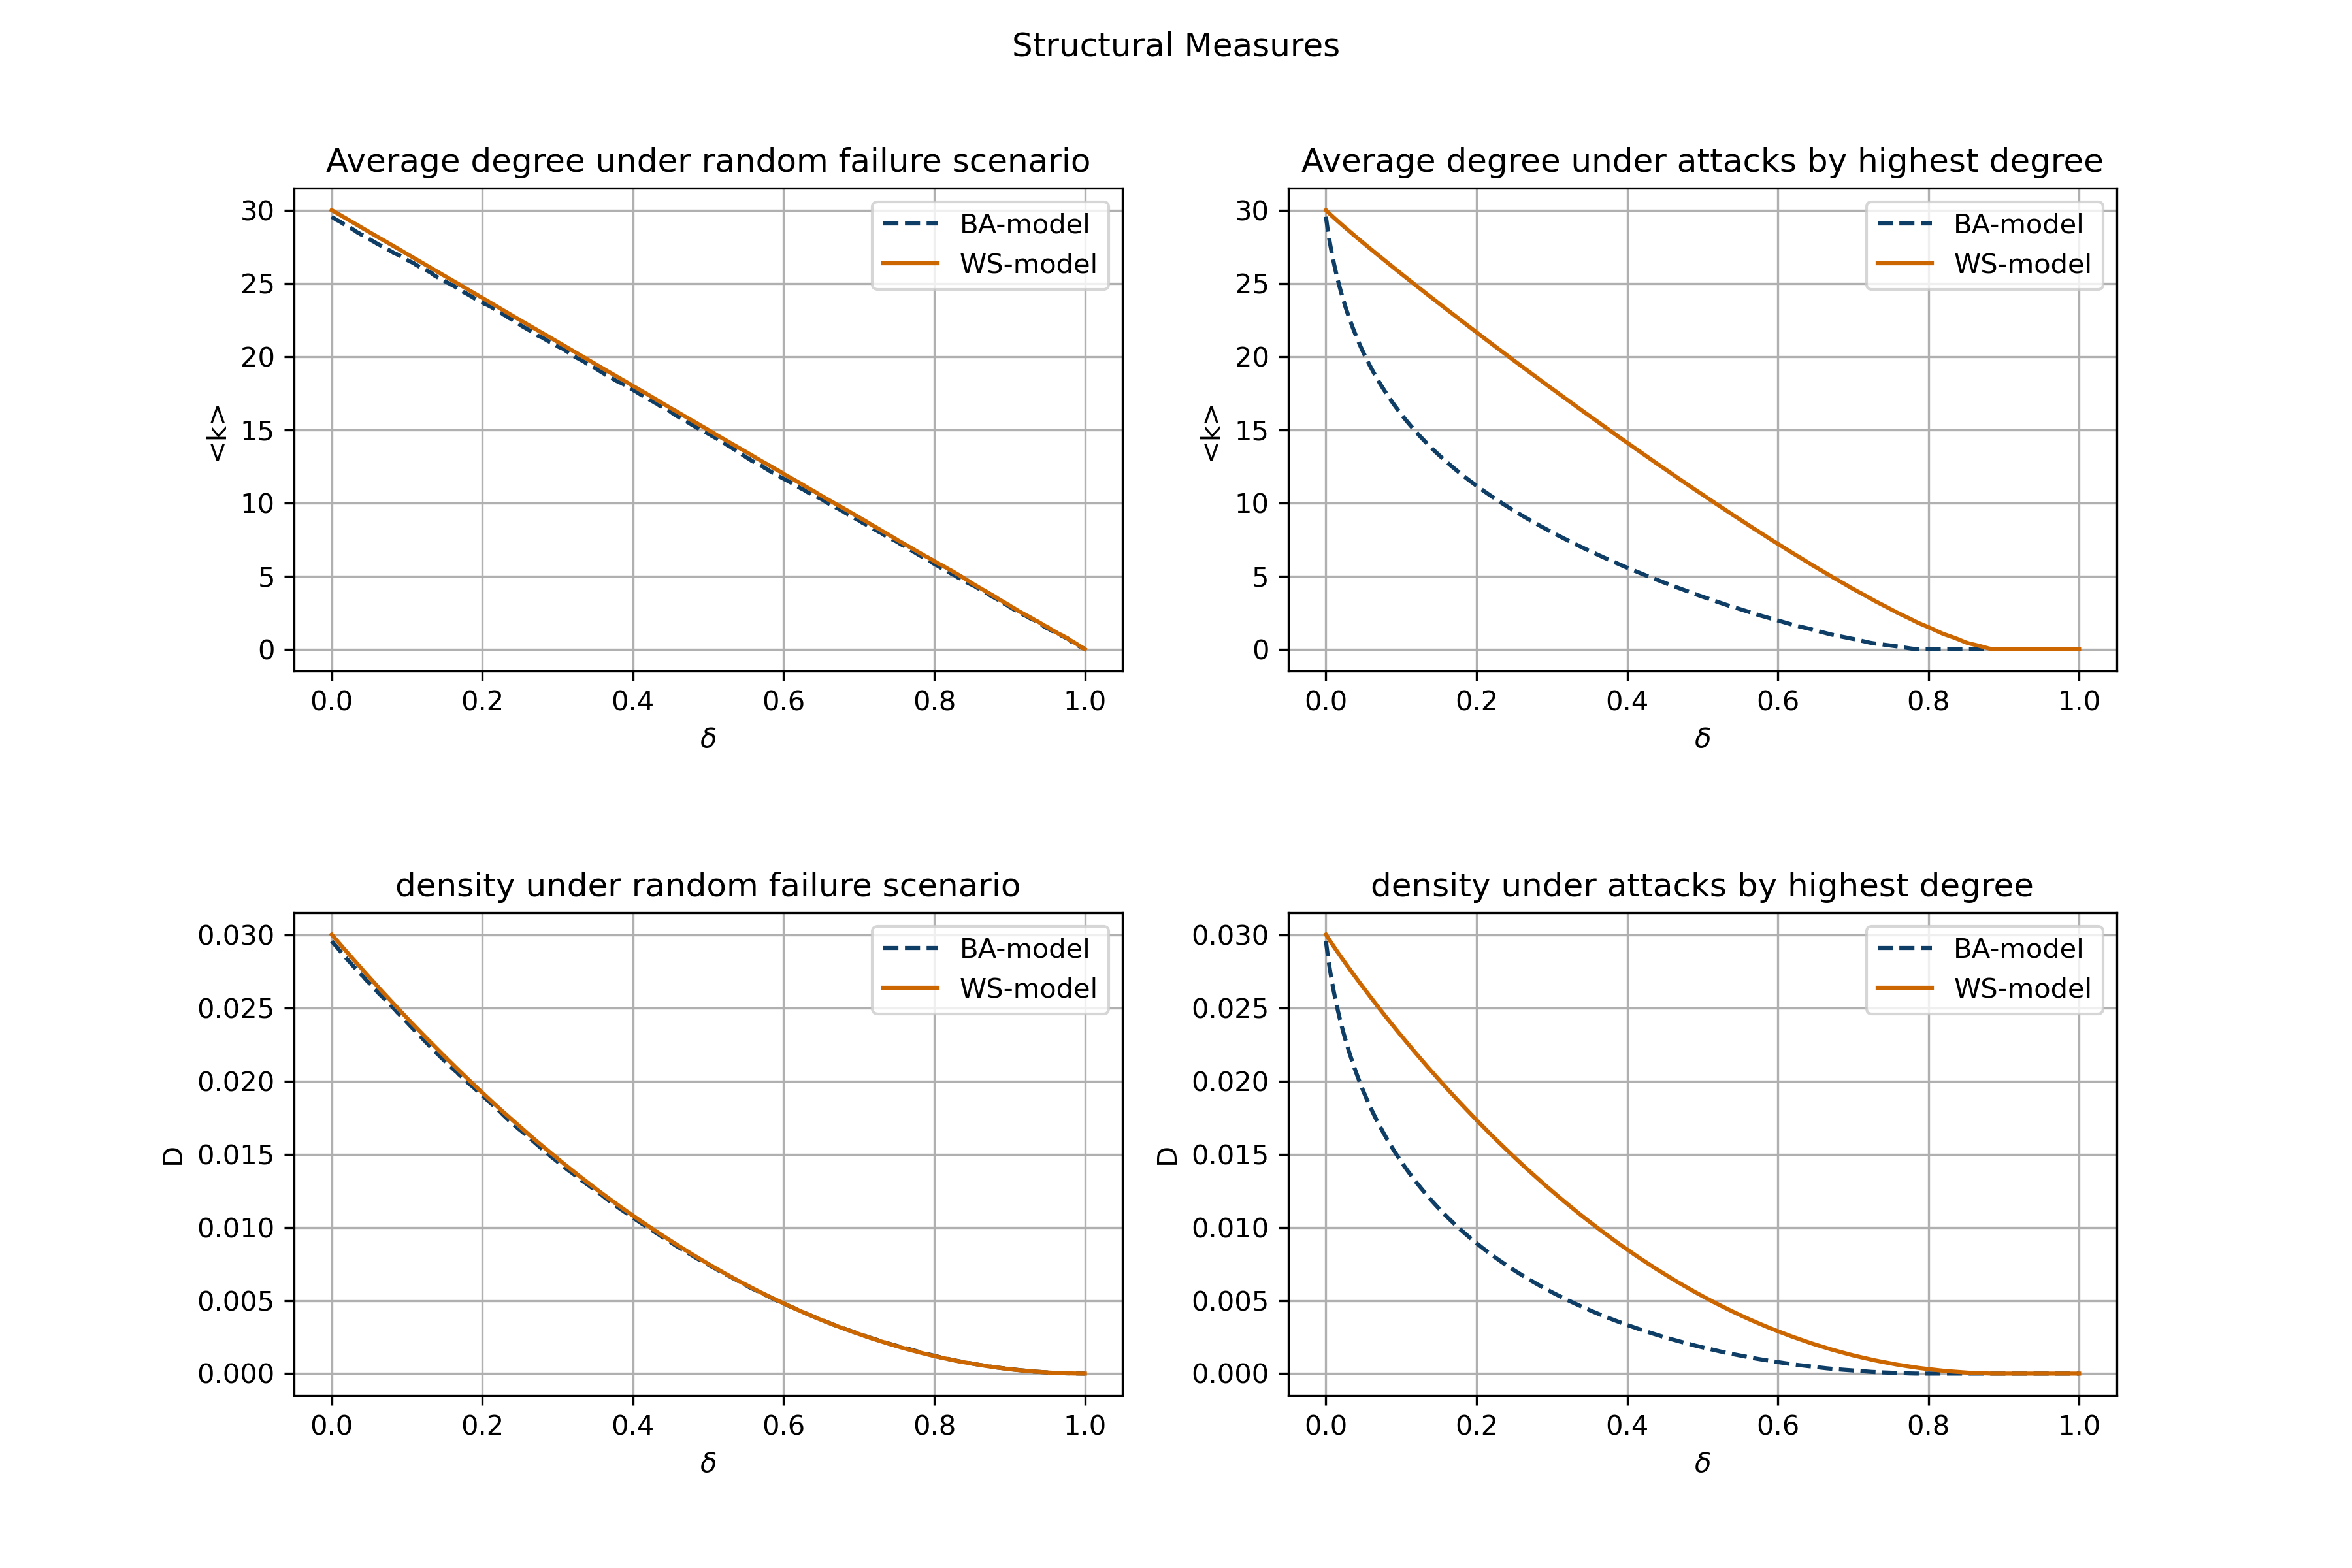 Structural Measures
Average degree under random failure scenario
<k>
30
25
20
15
10
5
0
0.0 0.2 0.4 0.6 0.8 1.0
δ
BA-model
WS-model
Average degree under attacks by highest degree
<k>
30
25
20
15
10
5
0
0.0 0.2 0.4 0.6 0.8 1.0
δ
BA-model
WS-model
density under random failure scenario
D
0.030
0.025
0.020
0.015
0.010
0.005
0.000
0.0 0.2 0.4 0.6 0.8 1.0
δ
BA-model
WS-model
density under attacks by highest degree
D
0.030
0.025
0.020
0.015
0.010
0.005
0.000
0.0 0.2 0.4 0.6 0.8 1.0
δ
BA-model
WS-model